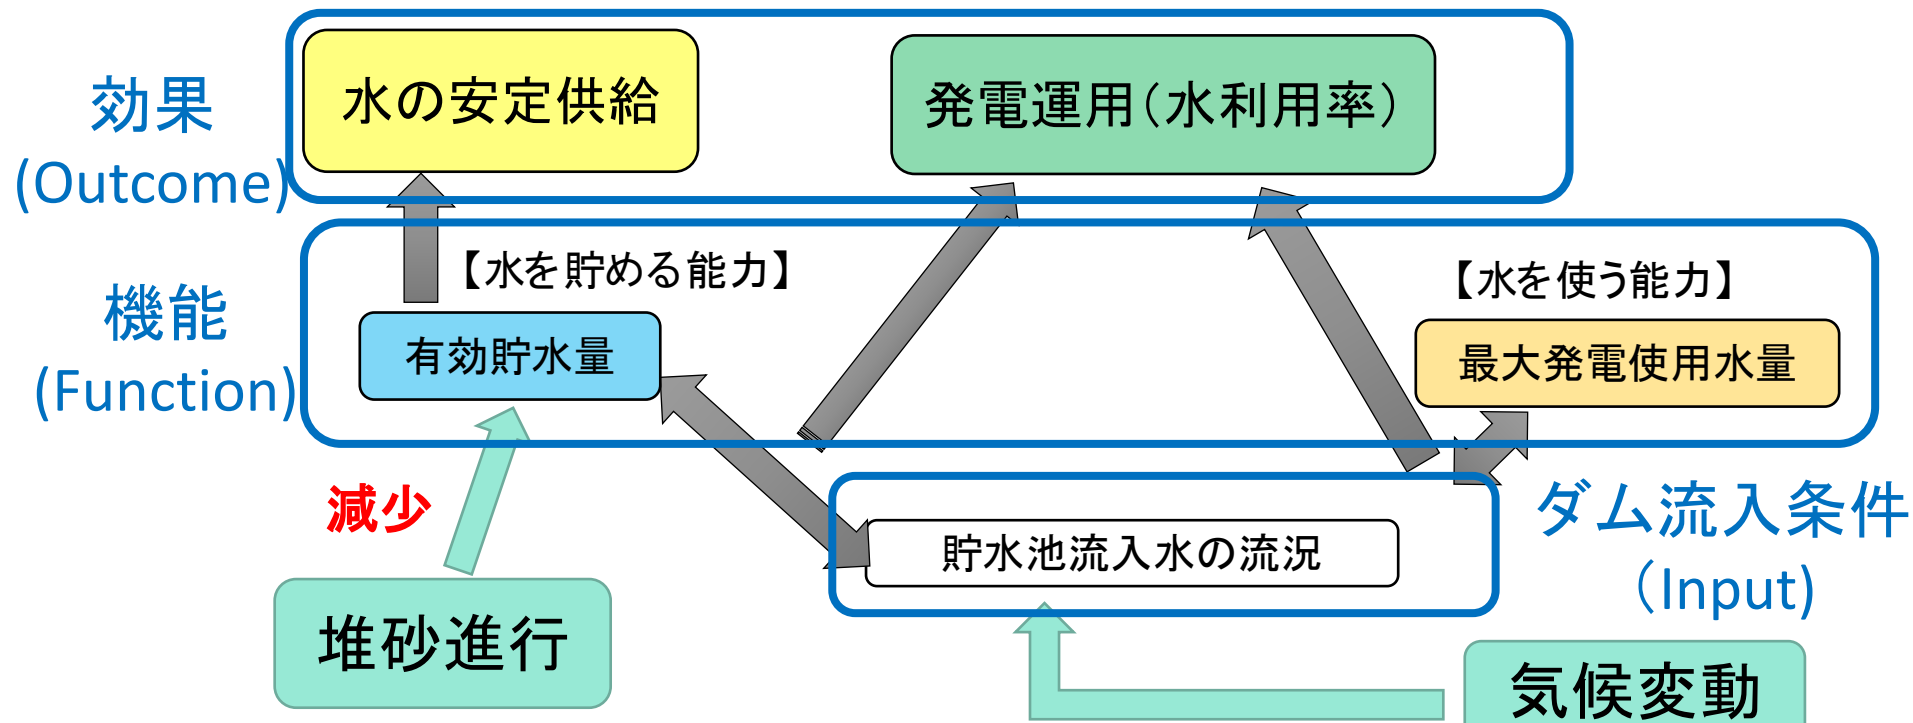 効果
(Outcome)
水の安定供給
発電運用(水利用率)
機能
(Function)
【水を貯める能力】
【水を使う能力】
有効貯水量
最大発電使用水量
減少
ダム流入条件
(Input)
貯水池流入水の流況
堆砂進行
気候変動